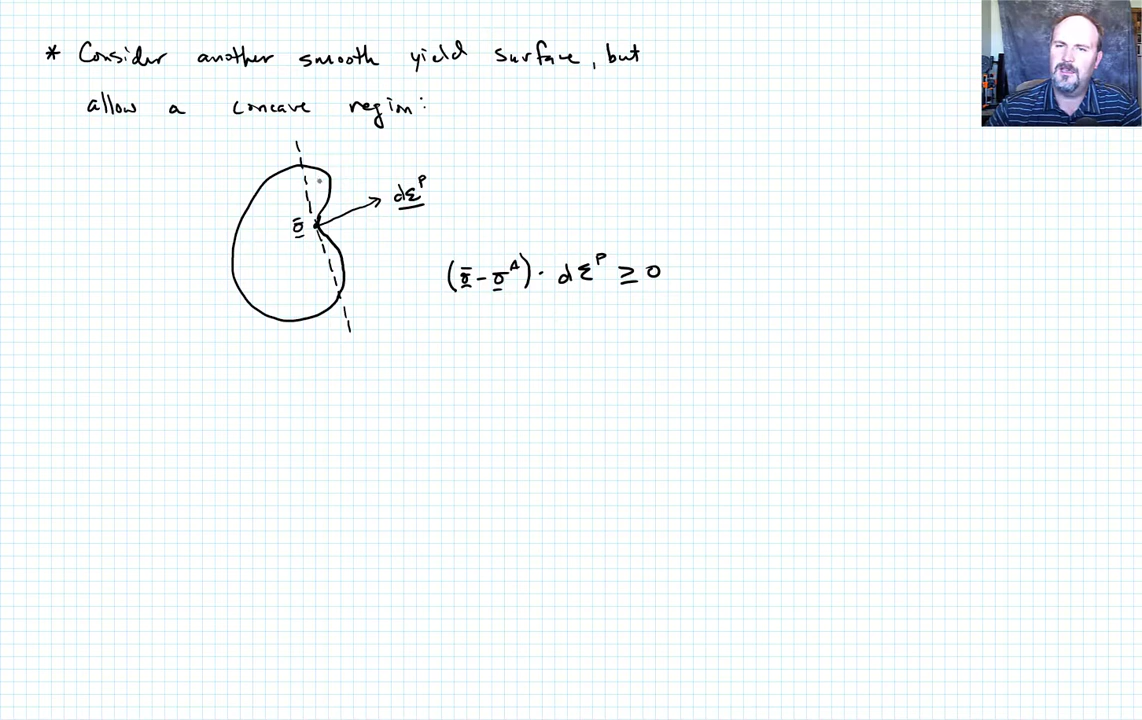 * Consider another smooth yield surface, but
allow a concave region:
dε̲ᴾ
σ̲̄
(σ̲̄ - σ̲ᴬ) · dε̲ᴾ ≥ 0